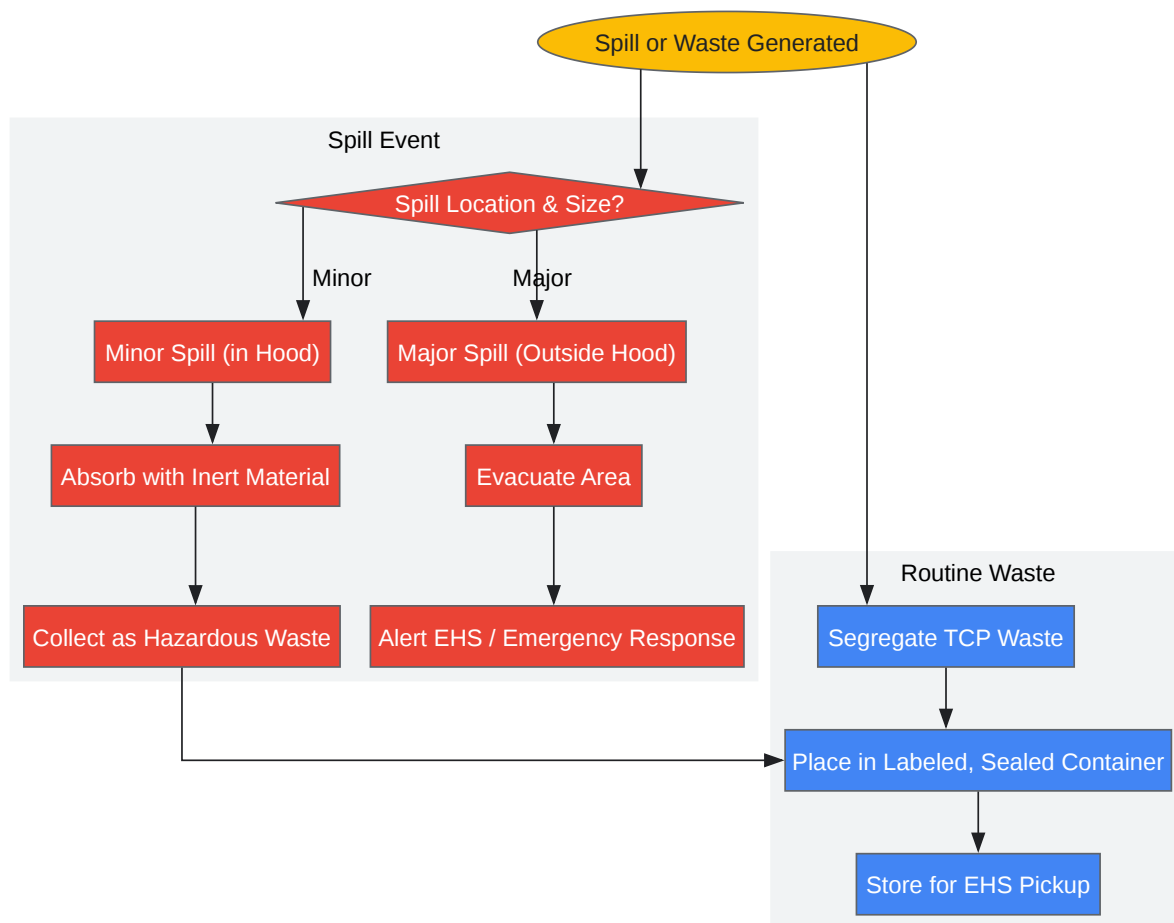 Spill or Waste Generated
Spill Event
Spill Location & Size?
Minor
Major
Minor Spill (in Hood)
Major Spill (Outside Hood)
Absorb with Inert Material
Evacuate Area
Routine Waste
Collect as Hazardous Waste
Alert EHS / Emergency Response
Segregate TCP Waste
Place in Labeled, Sealed Container
Store for EHS Pickup